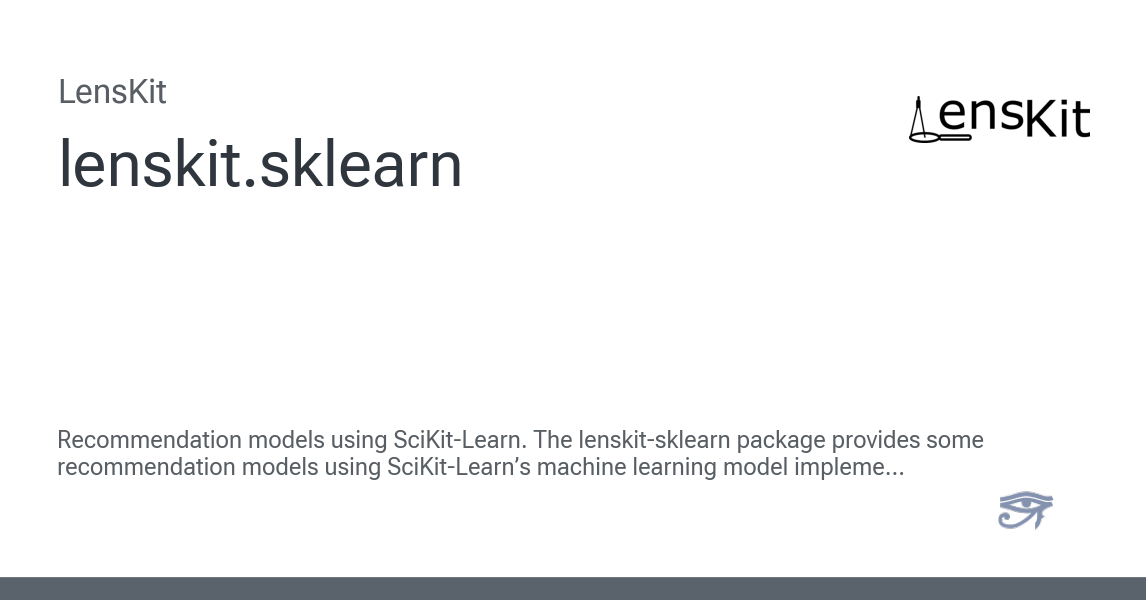 LensKit
LensKit
lenskit.sklearn
Recommendation models using SciKit-Learn. The lenskit-sklearn package provides some
recommendation models using SciKit-Learn’s machine learning model impleme...